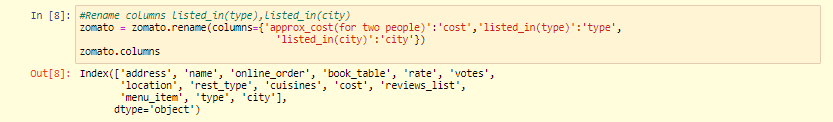 In [8]: #Rename columns listed_in(type),listed_in(city)
zomato = zomato.rename(columns={'approx_cost(for two people)':'cost','listed_in(type)':'type',
'listed_in(city)':'city'})
zomato.columns
Out[8]: Index(['address', 'name', 'online_order', 'book_table', 'rate', 'votes',
'location', 'rest_type', 'cuisines', 'cost', 'reviews_list',
'menu_item', 'type', 'city'],
dtype='object')